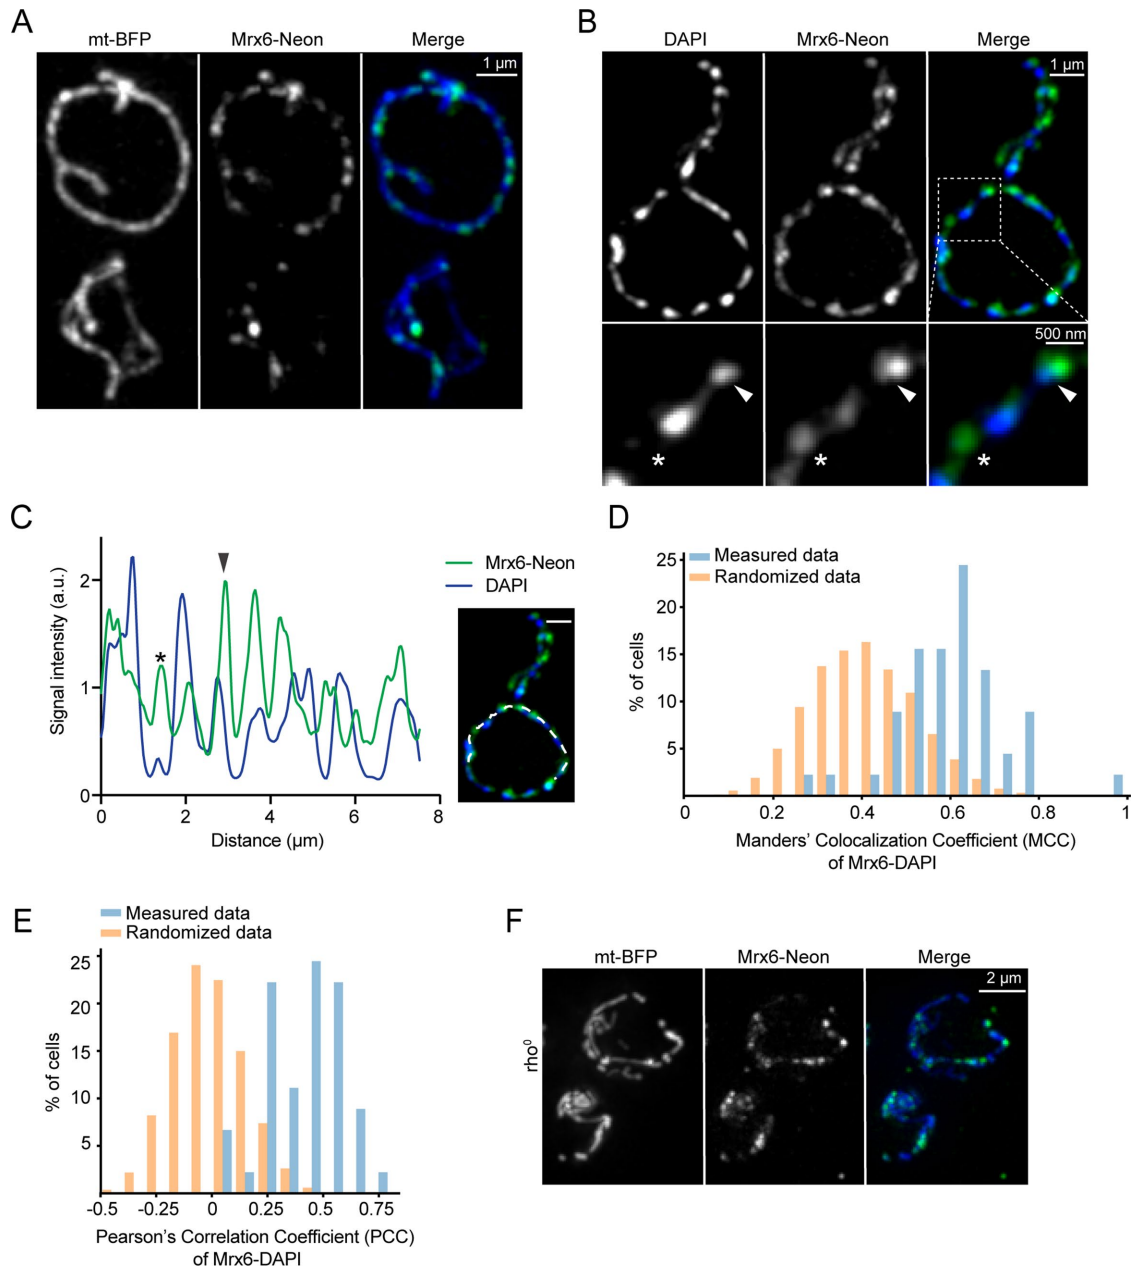 A
mt-BFP Mrx6-Neon Merge
1 µm
B
DAPI Mrx6-Neon Merge
1 µm
500 nm
*
*
*
C
Signal intensity (a.u.)
2
1
0
*
0 2 4 6 8
Distance (µm)
Mrx6-Neon
DAPI
D
Measured data
Randomized data
% of cells
25
20
15
10
5
0 0.2 0.4 0.6 0.8 1
Manders’ Colocalization Coefficient (MCC)
of Mrx6-DAPI
E
Measured data
Randomized data
% of cells
25
20
15
10
5
-0.5 -0.25 0 0.25 0.5 0.75
Pearson’s Correlation Coefficient (PCC)
of Mrx6-DAPI
F
mt-BFP Mrx6-Neon Merge
2 µm
rho⁰